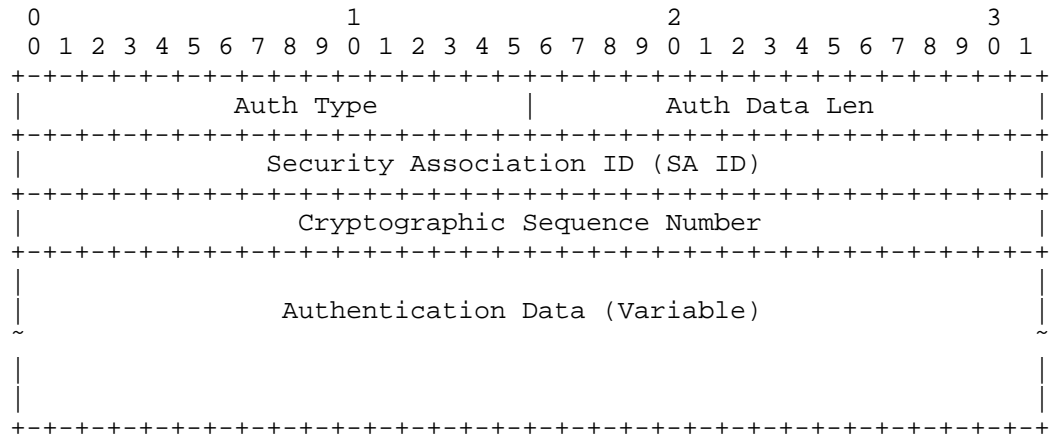 0                   1                   2                   3
 0 1 2 3 4 5 6 7 8 9 0 1 2 3 4 5 6 7 8 9 0 1 2 3 4 5 6 7 8 9 0 1
+-+-+-+-+-+-+-+-+-+-+-+-+-+-+-+-+-+-+-+-+-+-+-+-+-+-+-+-+-+-+-+-+
|             Auth Type         |         Auth Data Len         |
+-+-+-+-+-+-+-+-+-+-+-+-+-+-+-+-+-+-+-+-+-+-+-+-+-+-+-+-+-+-+-+-+
|               Security Association ID (SA ID)                 |
+-+-+-+-+-+-+-+-+-+-+-+-+-+-+-+-+-+-+-+-+-+-+-+-+-+-+-+-+-+-+-+-+
|                 Cryptographic Sequence Number                 |
+-+-+-+-+-+-+-+-+-+-+-+-+-+-+-+-+-+-+-+-+-+-+-+-+-+-+-+-+-+-+-+-+
|                                                               |
|                Authentication Data (Variable)                 |
~                                                               ~
|                                                               |
|                                                               |
+-+-+-+-+-+-+-+-+-+-+-+-+-+-+-+-+-+-+-+-+-+-+-+-+-+-+-+-+-+-+-+-+